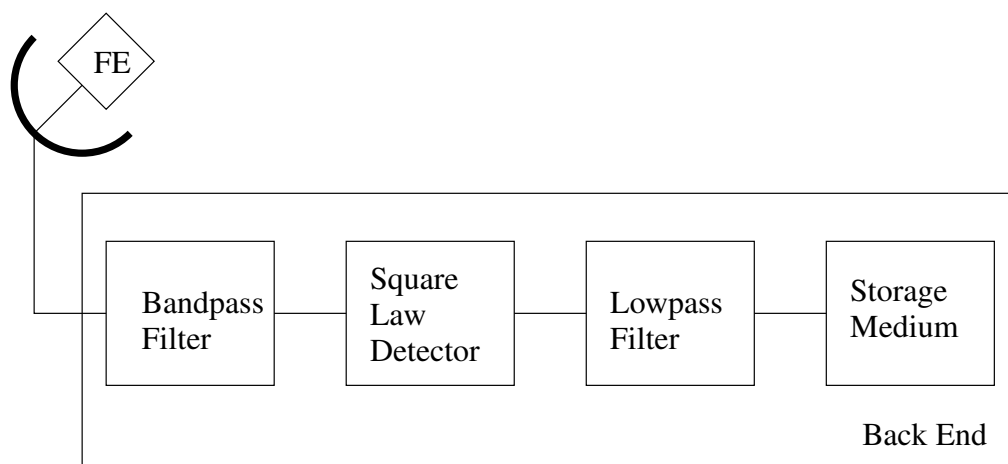 FE
Bandpass
Filter
Square
Law
Detector
Lowpass
Filter
Storage
Medium
Back End